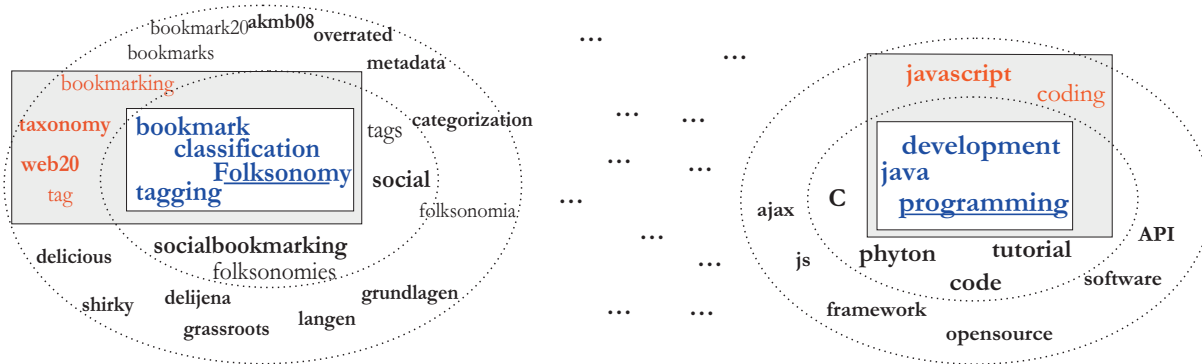 bookmark20
akmb08
overrated
bookmarks
metadata
bookmarking
taxonomy
bookmark
tags
categorization
classification
web20
Folksonomy
social
tag
tagging
folksonomia
socialbookmarking
delicious
folksonomies
shirky
delijena
grundlagen
grassroots
langen
...
...
...
...
...
...
...
...
...
...
...
javascript
coding
development
java
C
programming
ajax
phyton
tutorial
API
js
code
software
framework
opensource